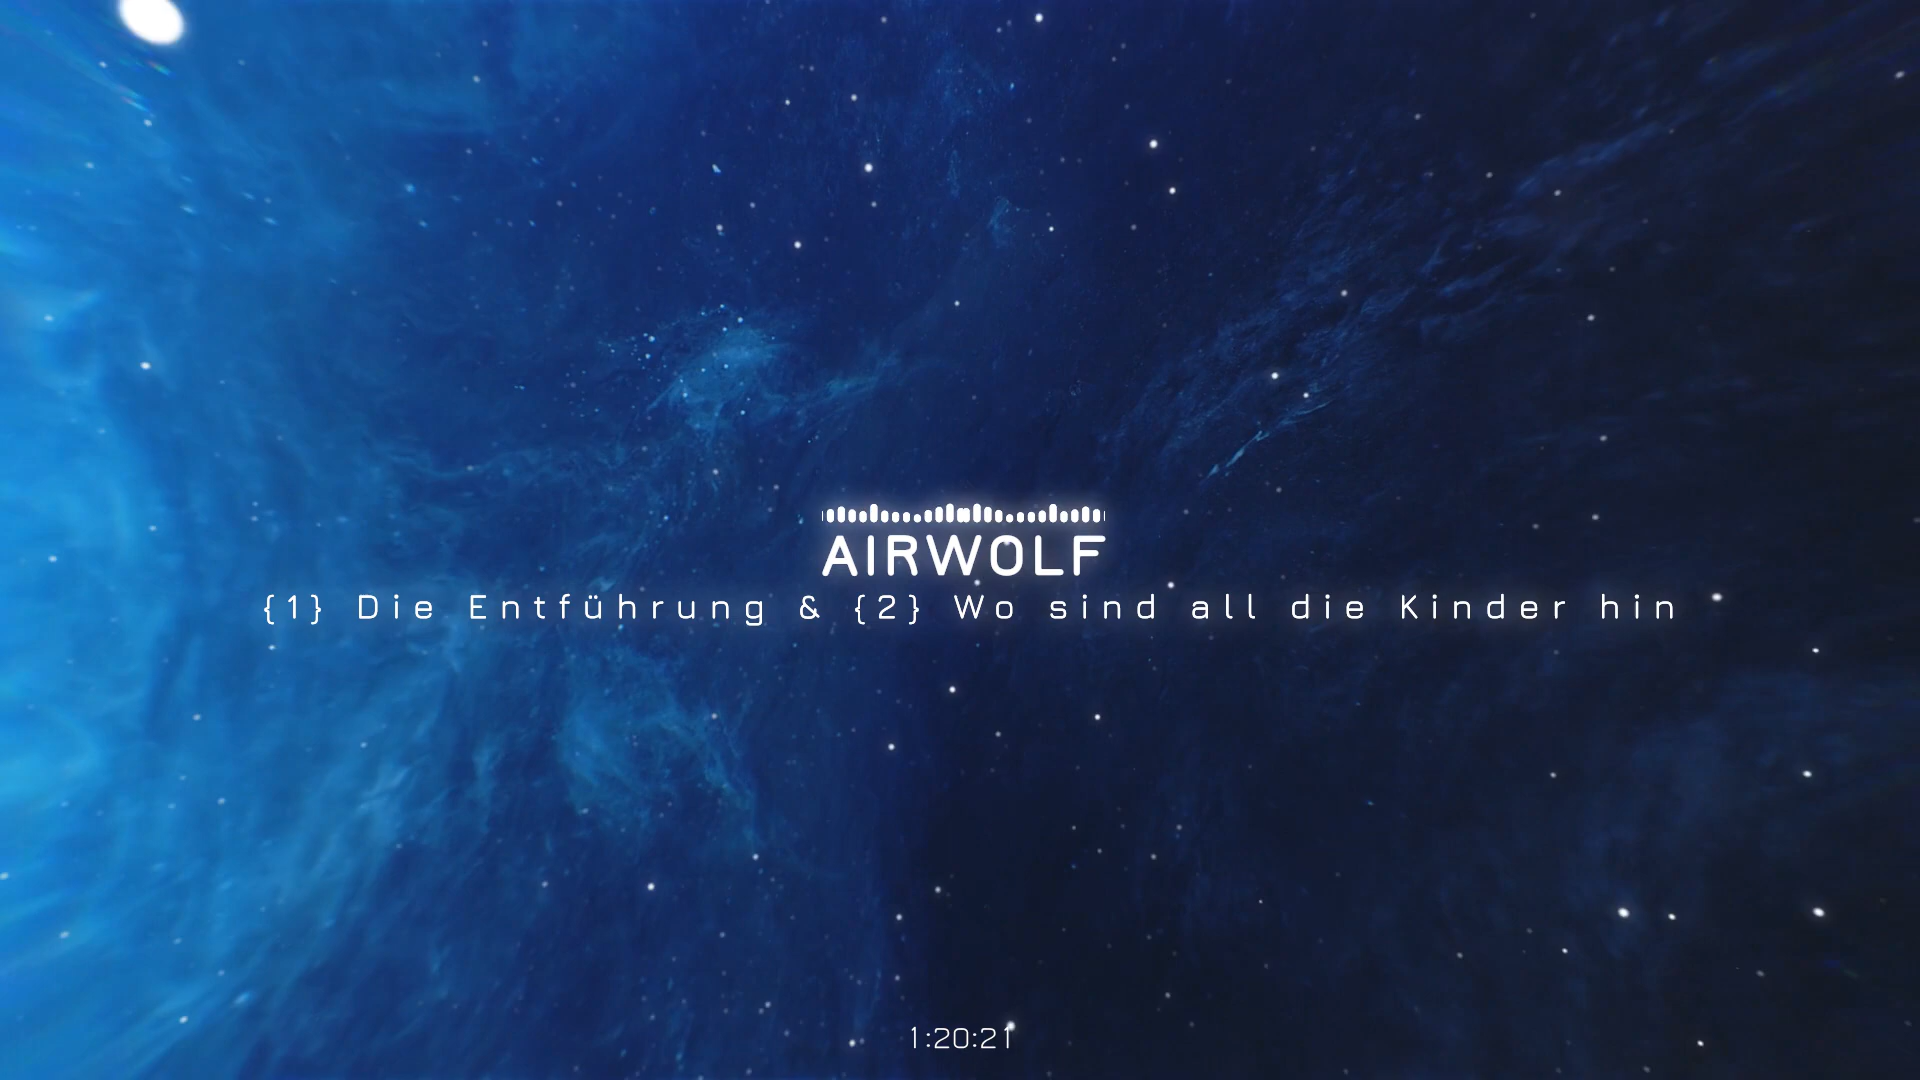 AIRWOLF
{1} Die Entführung & {2} Wo sind all die Kinder hin
1:20:21